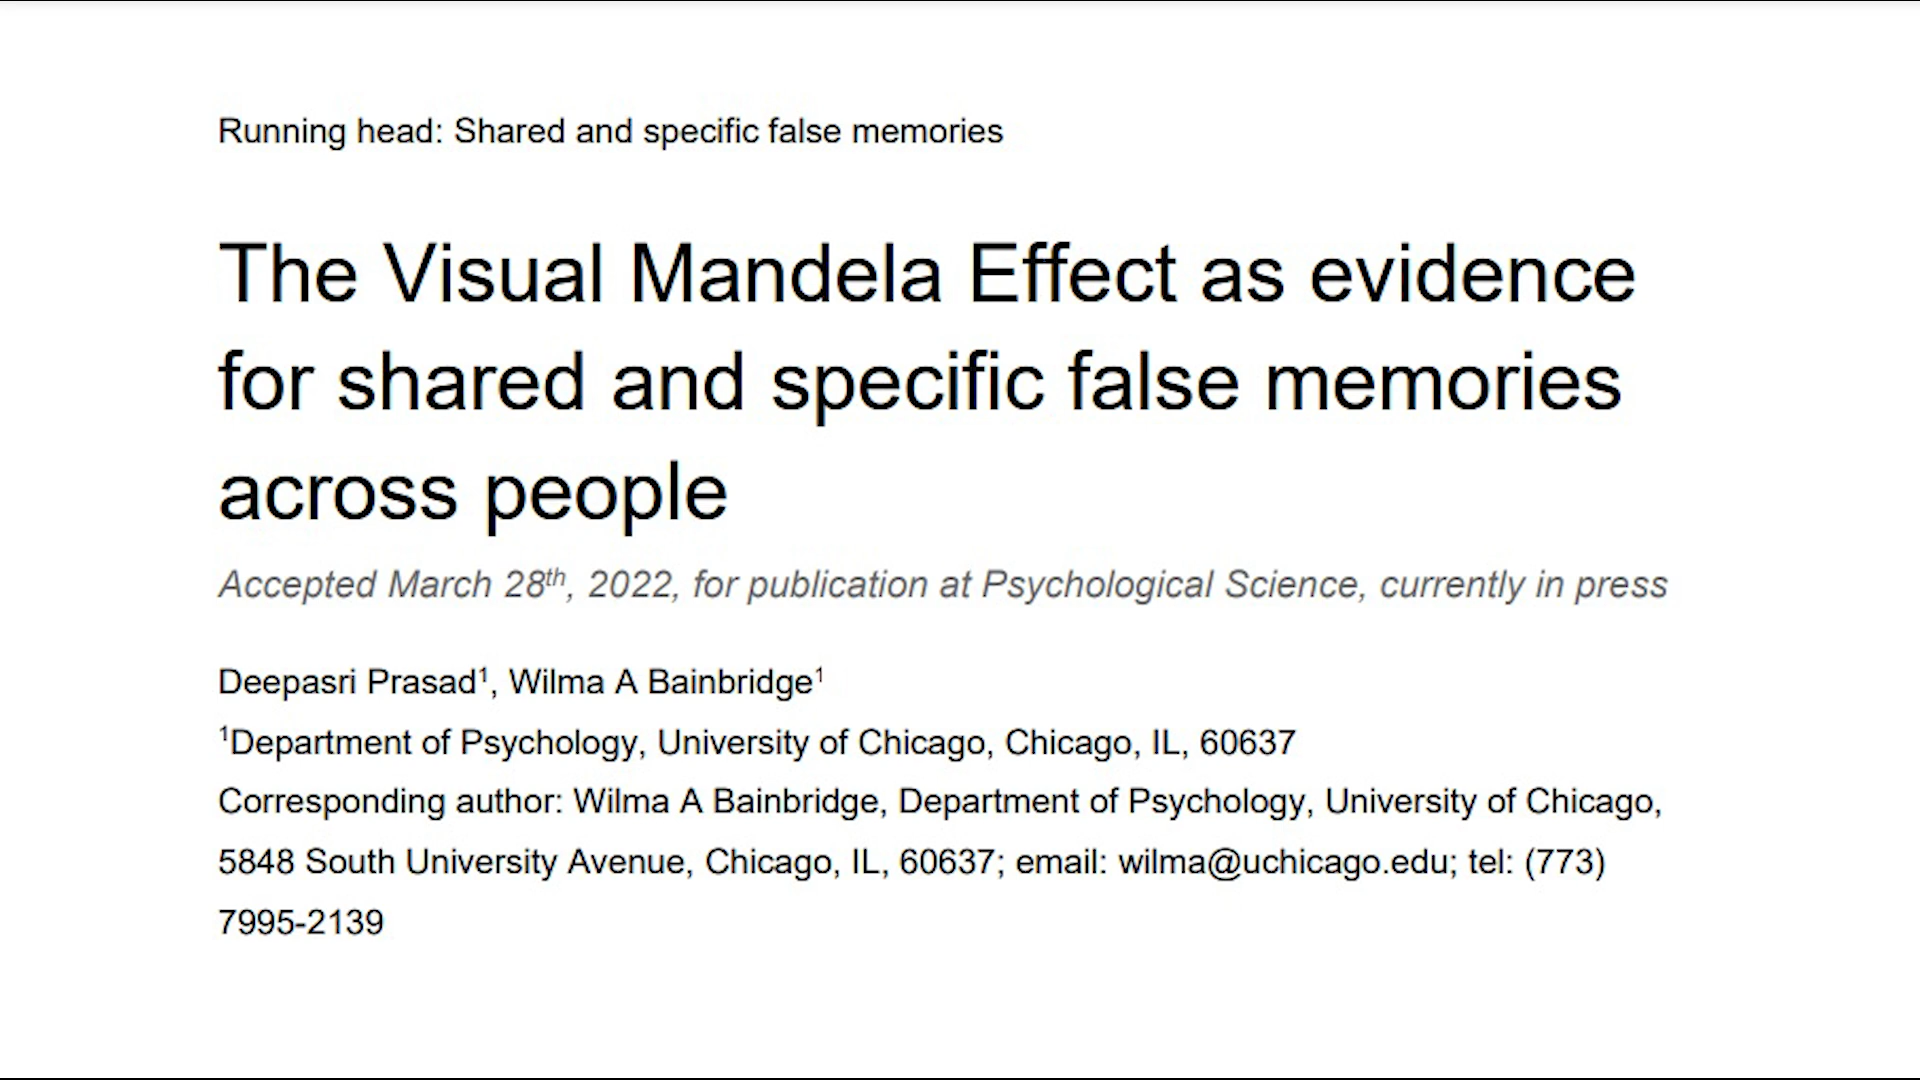 Running head: Shared and specific false memories
The Visual Mandela Effect as evidence
for shared and specific false memories
across people
Accepted March 28th, 2022, for publication at Psychological Science, currently in press
Deepasri Prasad¹, Wilma A Bainbridge¹
¹Department of Psychology, University of Chicago, Chicago, IL, 60637
Corresponding author: Wilma A Bainbridge, Department of Psychology, University of Chicago,
5848 South University Avenue, Chicago, IL, 60637; email: wilma@uchicago.edu; tel: (773)
7995-2139